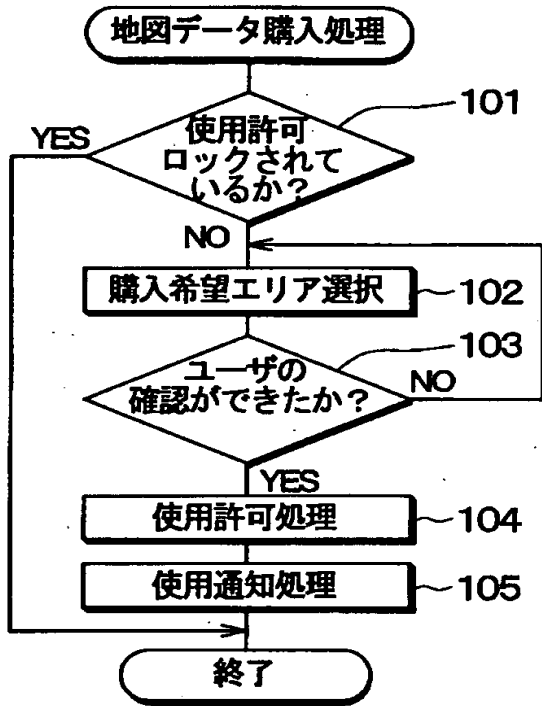 地図データ購入処理
101
YES
使用許可
ロックされて
いるか？
NO
購入希望エリア選択
102
103
ユーザの
確認ができたか？
NO
YES
使用許可処理
104
使用通知処理
105
終了